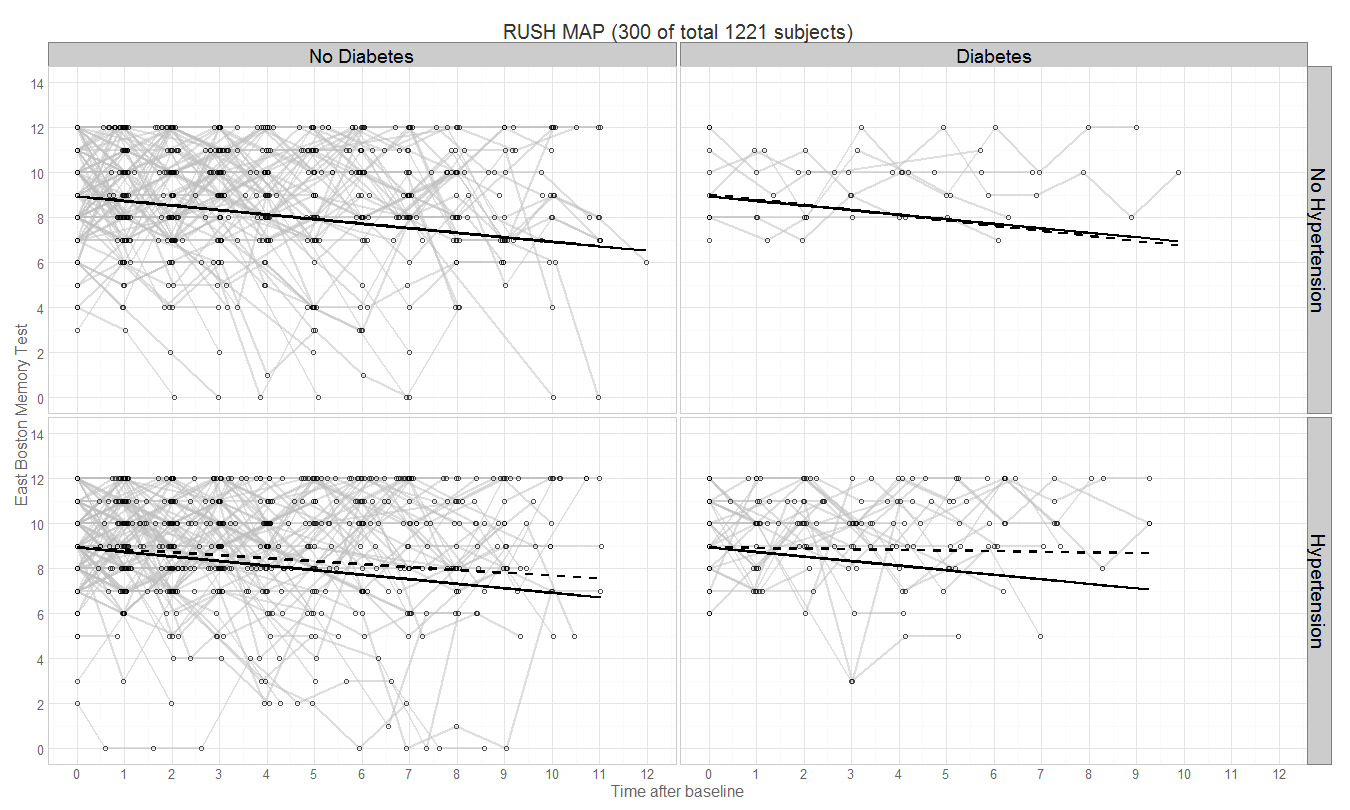 RUSH MAP (300 of total 1221 subjects)
No Diabetes
Diabetes
No Hypertension
Hypertension
East Boston Memory Test
14
12
10
8
6
4
2
0
14
12
10
8
6
4
2
0
0 1 2 3 4 5 6 7 8 9 10 11 12
0 1 2 3 4 5 6 7 8 9 10 11 12
Time after baseline